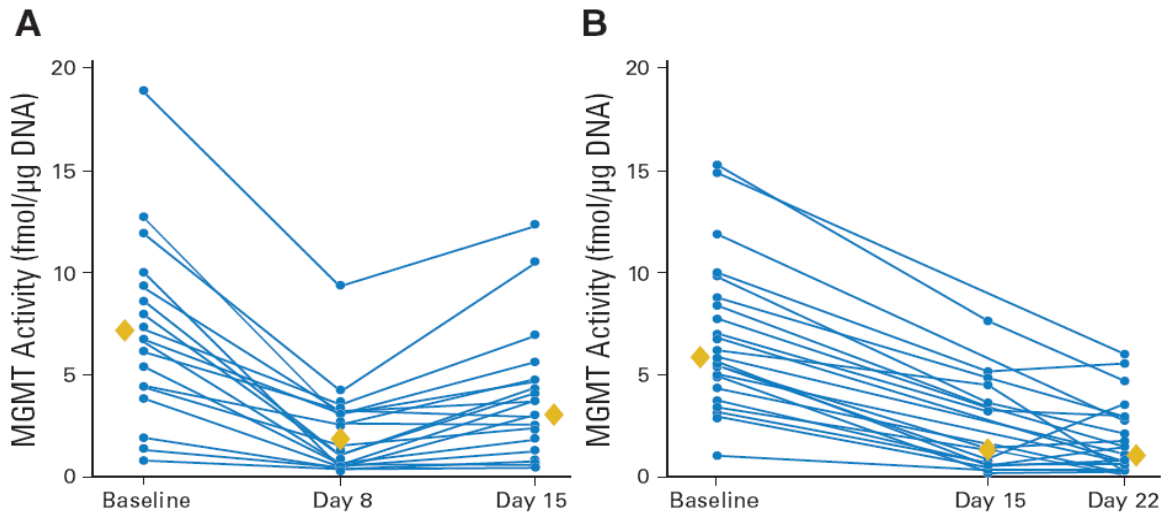 A
MGMT Activity (fmol/µg DNA)
20
15
10
5
0
Baseline
Day 8
Day 15
B
MGMT Activity (fmol/µg DNA)
20
15
10
5
0
Baseline
Day 15
Day 22